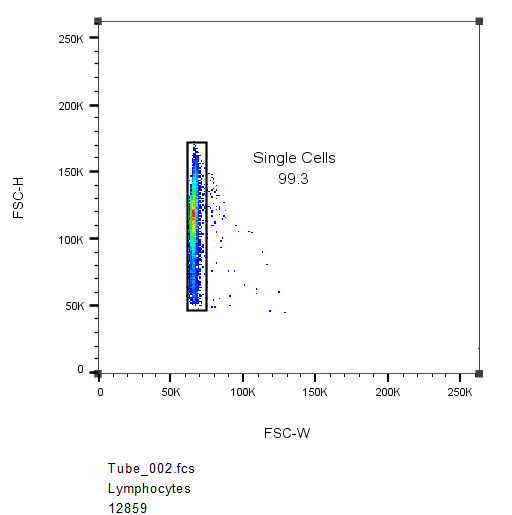 250K
200K
150K
100K
50K
0
FSC-H
Single Cells
99.3
0 50K 100K 150K 200K 250K
FSC-W
Tube_002.fcs
Lymphocytes
12859